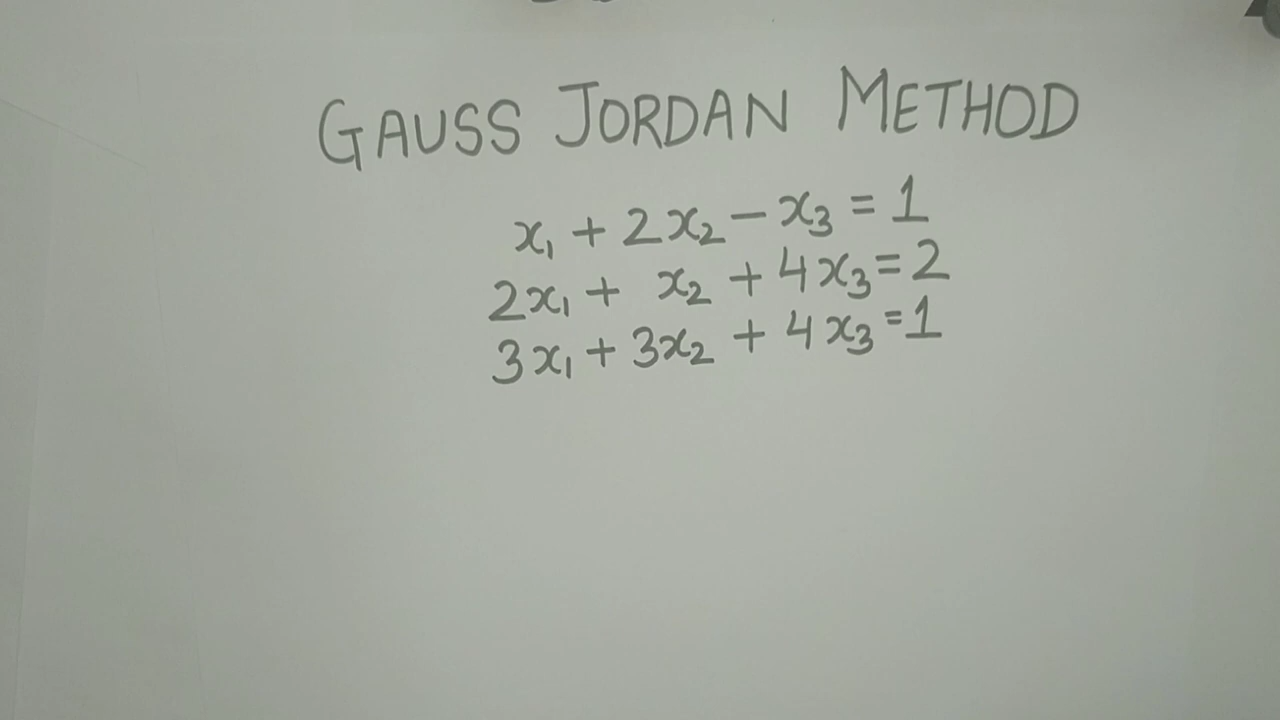 GAUSS JORDAN METHOD
x₁ + 2x₂ - x₃ = 1
2x₁ + x₂ + 4x₃ = 2
3x₁ + 3x₂ + 4x₃ = 1